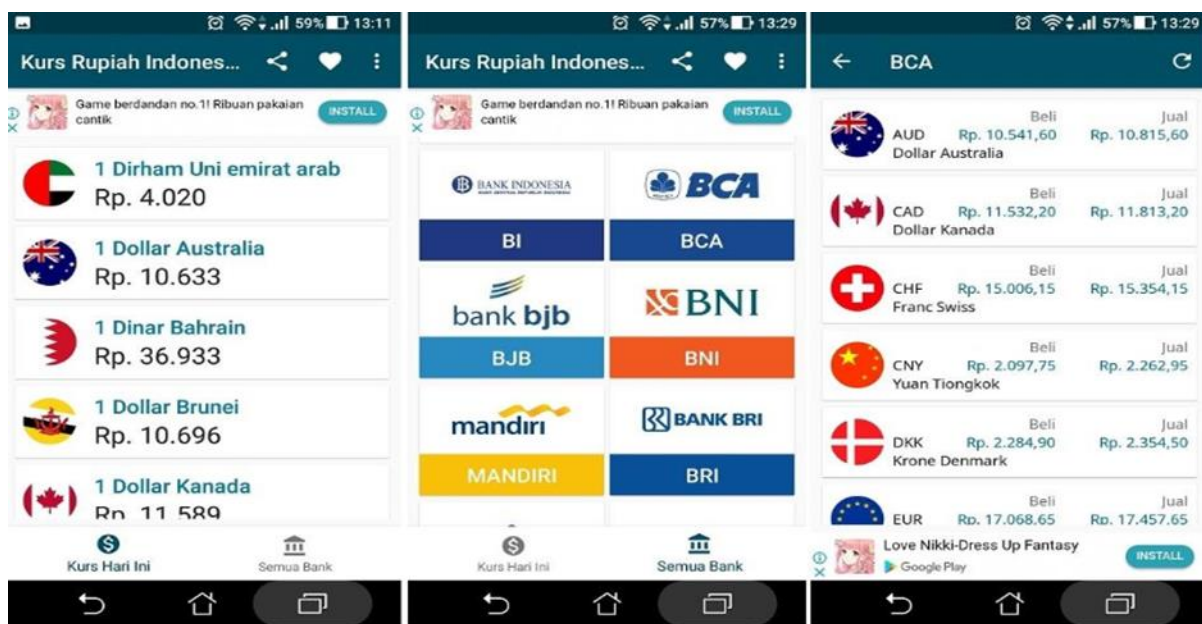 59% 13:11
Kurs Rupiah Indones...
Game berdandan no.1! Ribuan pakaian
cantik
INSTALL
1 Dirham Uni emirat arab
Rp. 4.020
1 Dollar Australia
Rp. 10.633
1 Dinar Bahrain
Rp. 36.933
1 Dollar Brunei
Rp. 10.696
1 Dollar Kanada
Rp. 11.589
Kurs Hari Ini
Semua Bank
57% 13:29
Kurs Rupiah Indones...
Game berdandan no.1! Ribuan pakaian
cantik
INSTALL
BANK INDONESIA
BCA
BI
BCA
bank bjb
BNI
BJB
BNI
mandiri
BANK BRI
MANDIRI
BRI
Kurs Hari Ini
Semua Bank
57% 13:29
BCA
Beli Jual
AUD Rp. 10.541,60 Rp. 10.815,60
Dollar Australia
Beli Jual
CAD Rp. 11.532,20 Rp. 11.813,20
Dollar Kanada
Beli Jual
CHF Rp. 15.006,15 Rp. 15.354,15
Franc Swiss
Beli Jual
CNY Rp. 2.097,75 Rp. 2.262,95
Yuan Tiongkok
Beli Jual
DKK Rp. 2.284,90 Rp. 2.354,50
Krone Denmark
Beli Jual
EUR Rp. 17.068,65 Rp. 17.457,65
Love Nikki-Dress Up Fantasy
Google Play
INSTALL